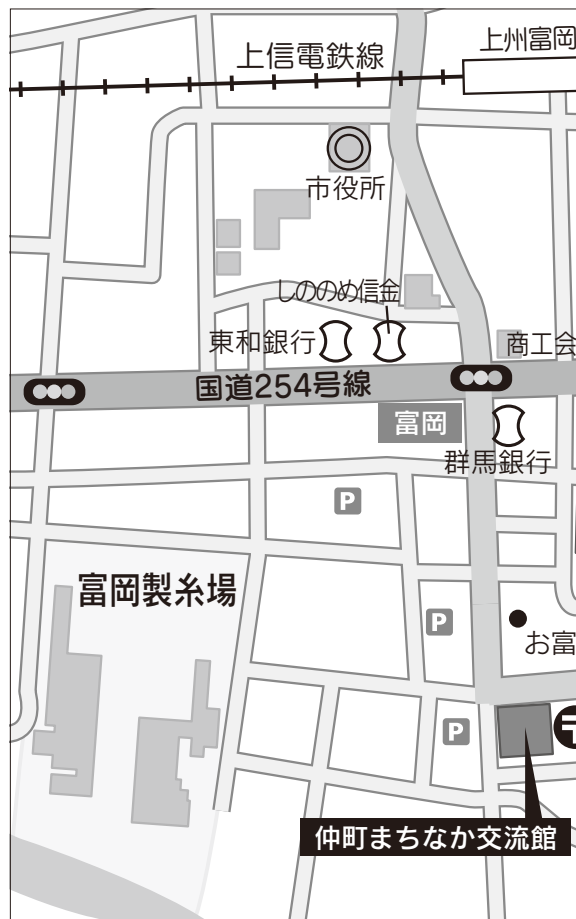 上信電鉄線
上州富岡
市役所
しののめ信金
東和銀行
商工会
国道254号線
富岡
群馬銀行
P
富岡製糸場
P
お富
P
〒
仲町まちなか交流館